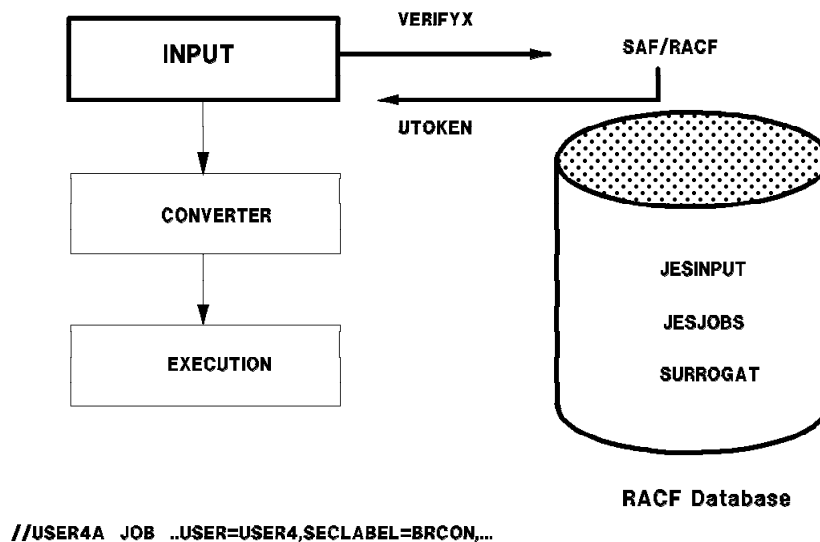 VERIFYX
INPUT
SAF/RACF
UTOKEN
CONVERTER
JESINPUT
JESJOBS
EXECUTION
SURROGAT
RACF Database
//USER4A JOB ..USER=USER4,SECLABEL=BRCON,...